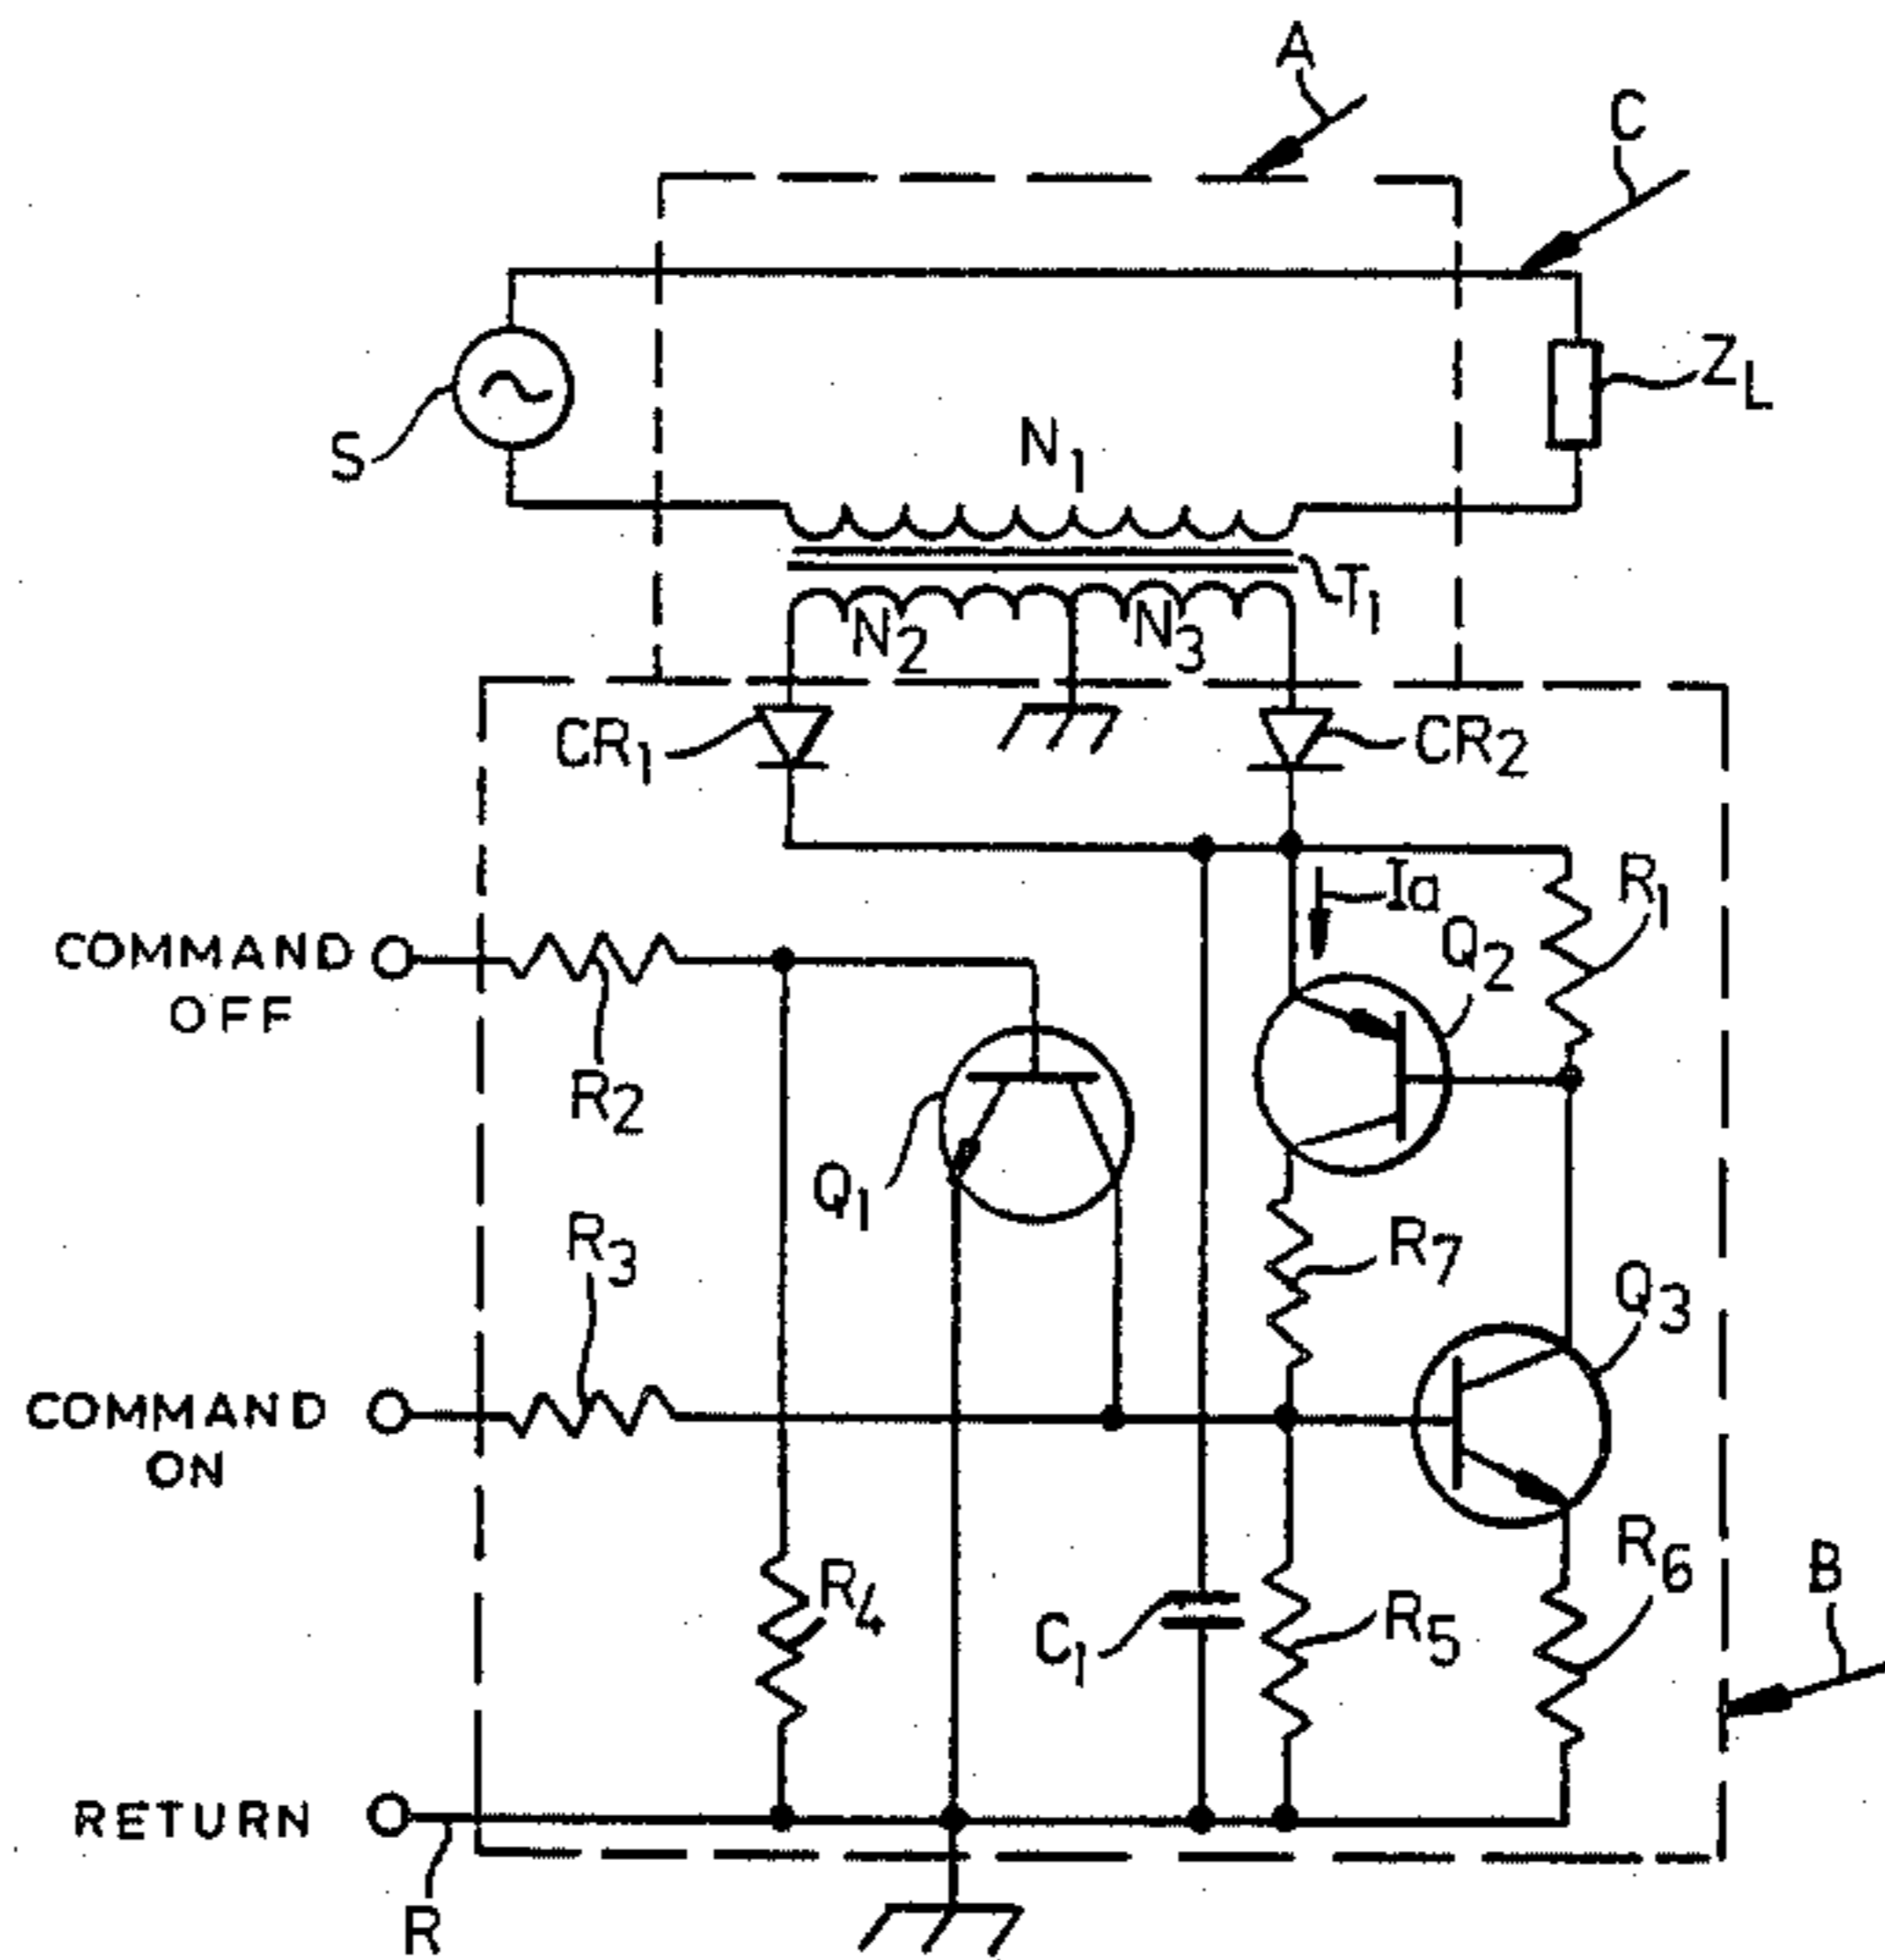 A
C
S
N1
ZL
T1
N2
N3
CR1
CR2
Ia
R1
Q2
COMMAND
OFF
R2
Q1
R3
R7
Q3
COMMAND
ON
R4
C1
R5
R6
B
RETURN
R